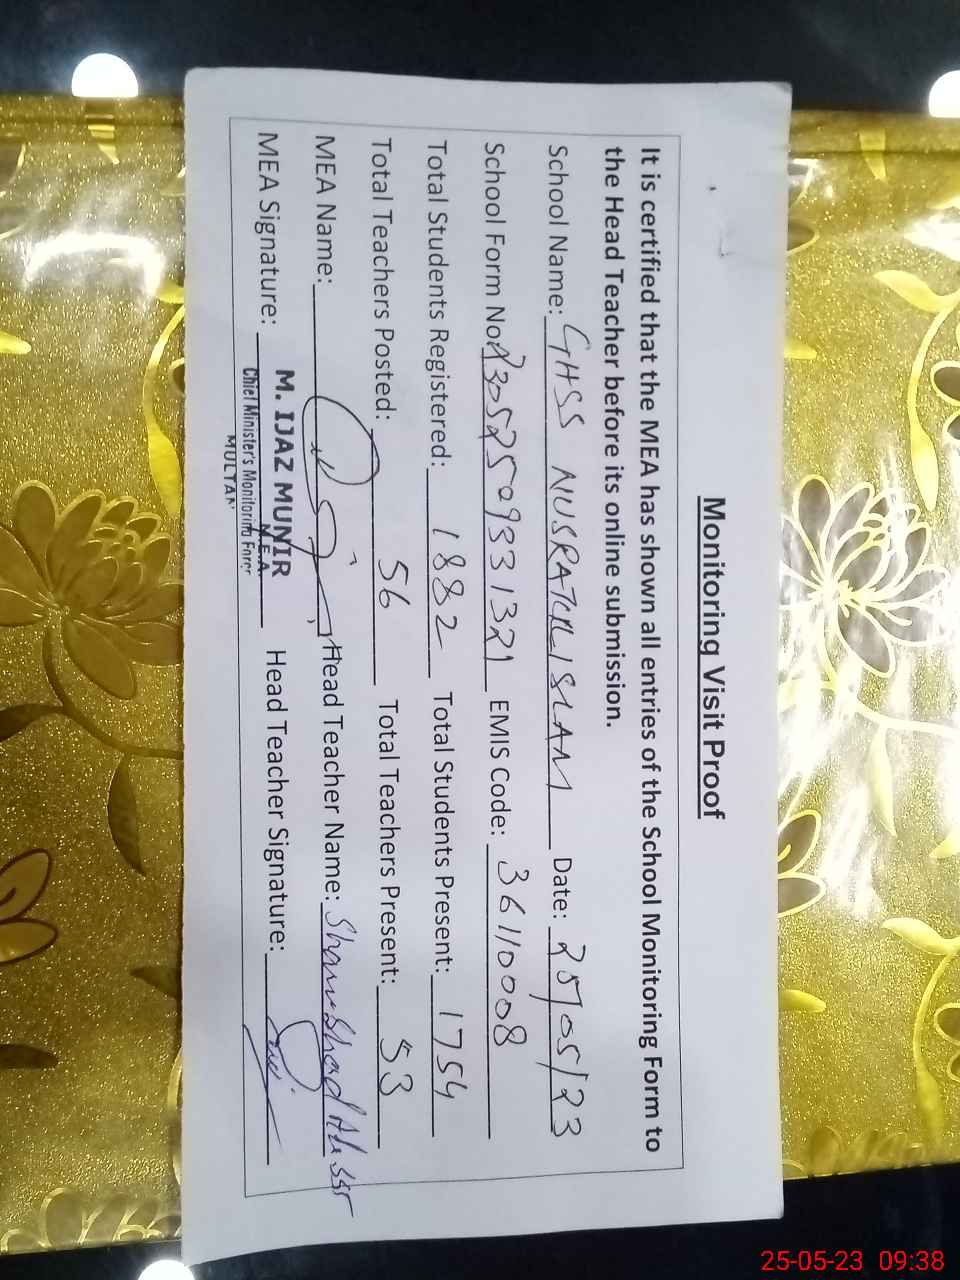 Monitoring Visit Proof
It is certified that the MEA has shown all entries of the School Monitoring Form to
the Head Teacher before its online submission.
School Name: GHSS NUSRATUL ISLAM Date: 25/05/23
School Form No: 23052509331321 EMIS Code: 36110008
Total Students Registered: 1882 Total Students Present: 1754
Total Teachers Posted: 56 Total Teachers Present: 53
MEA Name: Head Teacher Name: Shad
MEA Signature: Head Teacher Signature:
M. IJAZ MUNIR
M.E.A.
Chief Minister's Monitoring Force
MULTAN
25-05-23 09:38